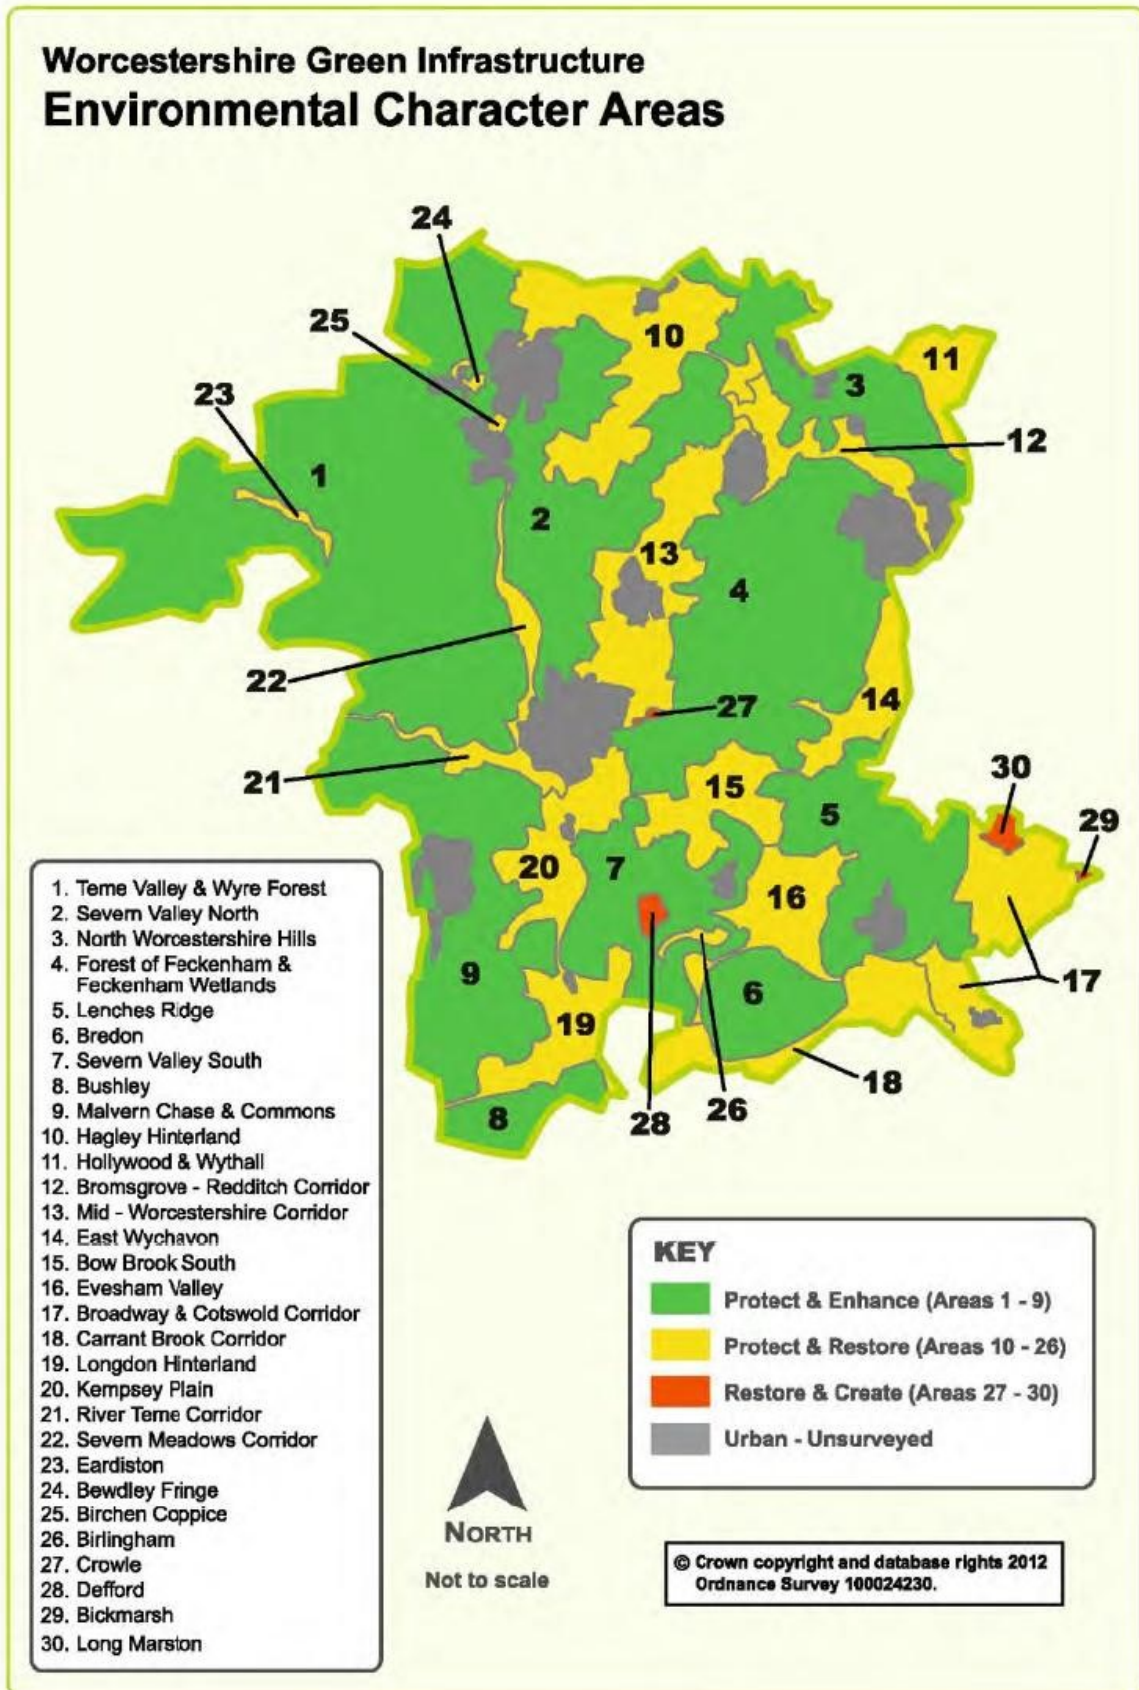 Worcestershire Green Infrastructure
Environmental Character Areas
24
25
10
11
23
3
12
1
2
13
4
22
27
14
21
30
15
5
29
20
7
16
9
17
6
19
18
26
28
8
1. Teme Valley & Wyre Forest
2. Severn Valley North
3. North Worcestershire Hills
4. Forest of Feckenham &
Feckenham Wetlands
5. Lenches Ridge
6. Bredon
7. Severn Valley South
8. Bushley
9. Malvern Chase & Commons
10. Hagley Hinterland
11. Hollywood & Wythall
12. Bromsgrove - Redditch Corridor
13. Mid - Worcestershire Corridor
14. East Wychavon
15. Bow Brook South
16. Evesham Valley
17. Broadway & Cotswold Corridor
18. Carrant Brook Corridor
19. Longdon Hinterland
20. Kempsey Plain
21. River Teme Corridor
22. Severn Meadows Corridor
23. Eardiston
24. Bewdley Fringe
25. Birchen Coppice
26. Birlingham
27. Crowle
28. Defford
29. Bickmarsh
30. Long Marston
KEY
Protect & Enhance (Areas 1 - 9)
Protect & Restore (Areas 10 - 26)
Restore & Create (Areas 27 - 30)
Urban - Unsurveyed
NORTH
Not to scale
© Crown copyright and database rights 2012
Ordnance Survey 100024230.